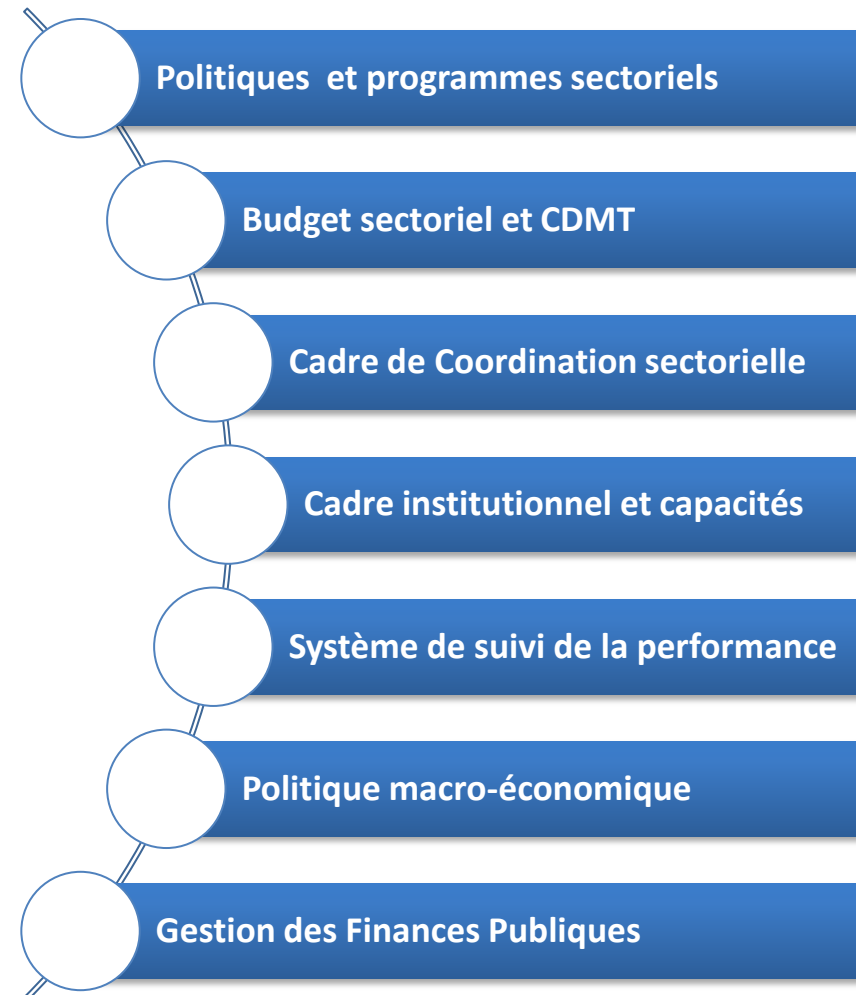 Politiques et programmes sectoriels
Budget sectoriel et CDMT
Cadre de Coordination sectorielle
Cadre institutionnel et capacités
Système de suivi de la performance
Politique macro-économique
Gestion des Finances Publiques